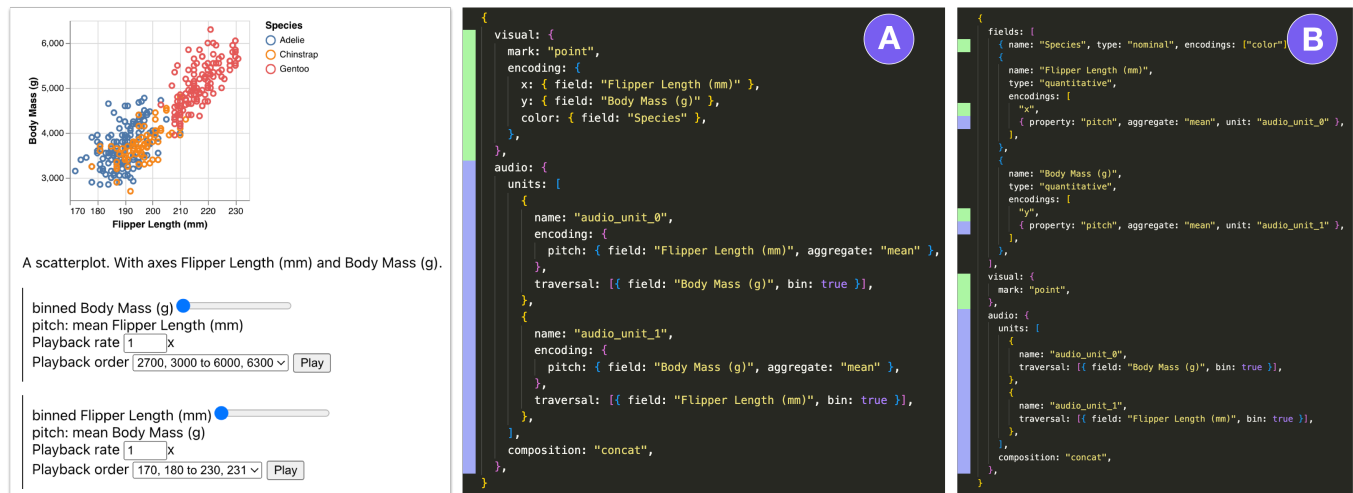 Species
Adelie
Chinstrap
Gentoo
Body Mass (g)
6,000
5,000
4,000
3,000
170 180 190 200 210 220 230
Flipper Length (mm)
A scatterplot. With axes Flipper Length (mm) and Body Mass (g).
binned Body Mass (g)
pitch: mean Flipper Length (mm)
Playback rate 1 x
Playback order 2700, 3000 to 6000, 6300 Play
binned Flipper Length (mm)
pitch: mean Body Mass (g)
Playback rate 1 x
Playback order 170, 180 to 230, 231 Play
A
{
visual: {
mark: "point",
encoding: {
x: { field: "Flipper Length (mm)" },
y: { field: "Body Mass (g)" },
color: { field: "Species" },
},
},
audio: {
units: [
{
name: "audio_unit_0",
encoding: {
pitch: { field: "Flipper Length (mm)", aggregate: "mean" },
},
traversal: [{ field: "Body Mass (g)", bin: true }],
},
{
name: "audio_unit_1",
encoding: {
pitch: { field: "Body Mass (g)", aggregate: "mean" },
},
traversal: [{ field: "Flipper Length (mm)", bin: true }],
},
],
composition: "concat",
},
}
B
{
fields: [
{ name: "Species", type: "nominal", encodings: ["color"]
{
name: "Flipper Length (mm)",
type: "quantitative",
encodings: [
"x",
{ property: "pitch", aggregate: "mean", unit: "audio_unit_0" },
],
},
{
name: "Body Mass (g)",
type: "quantitative",
encodings: [
"y",
{ property: "pitch", aggregate: "mean", unit: "audio_unit_1" },
],
},
],
visual: {
mark: "point",
},
audio: {
units: [
{
name: "audio_unit_0",
traversal: [{ field: "Body Mass (g)", bin: true }],
},
{
name: "audio_unit_1",
traversal: [{ field: "Flipper Length (mm)", bin: true }],
},
],
composition: "concat",
},
}